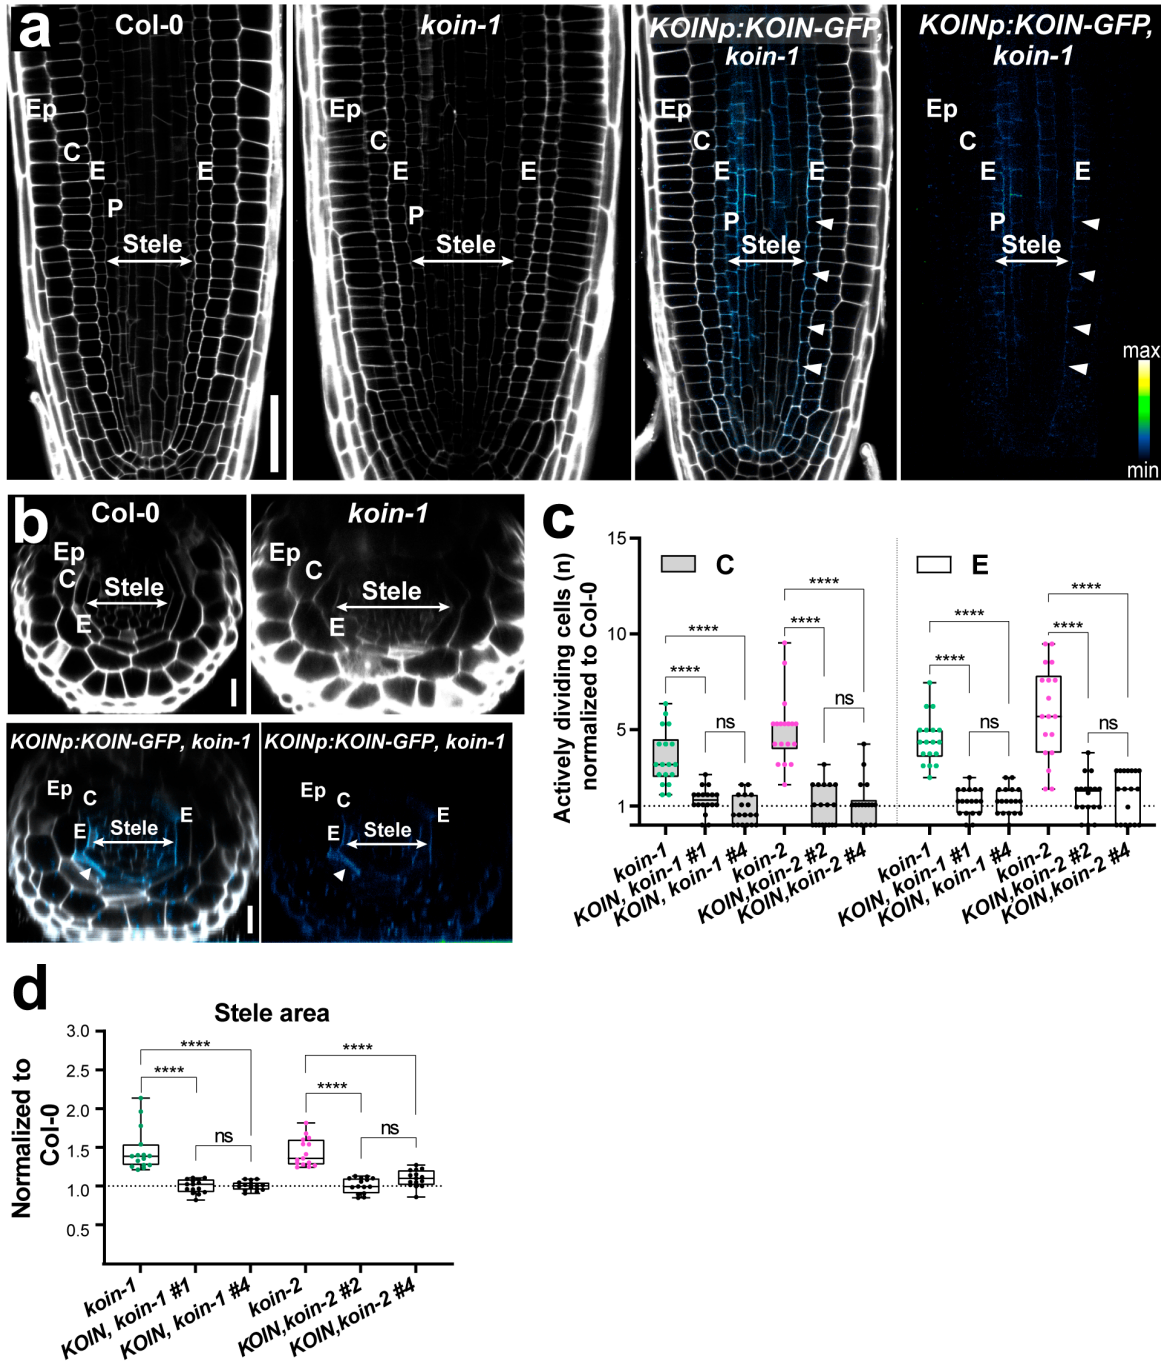 a
Col-0
koin-1
KOINp:KOIN-GFP,
koin-1
KOINp:KOIN-GFP,
koin-1
Ep
C
E
E
P
Stele
Ep
C
E
E
P
Stele
Ep
C
E
E
P
Stele
Ep
C
E
E
P
Stele
max
min
b
Col-0
koin-1
Ep
C
Stele
E
Ep
C
Stele
E
KOINp:KOIN-GFP, koin-1
KOINp:KOIN-GFP, koin-1
Ep
C
E
E
Stele
Ep
C
E
E
Stele
c
Actively dividing cells (n)
normalized to Col-0
15
10
5
1
C
E
****
****
ns
****
****
ns
****
****
ns
****
****
ns
koin-1
KOIN, koin-1 #1
KOIN, koin-1 #4
koin-2
KOIN,koin-2 #2
KOIN,koin-2 #4
koin-1
KOIN, koin-1 #1
KOIN, koin-1 #4
koin-2
KOIN,koin-2 #2
KOIN,koin-2 #4
d
Stele area
Normalized to
Col-0
3.0
2.5
2.0
1.5
1.0
0.5
****
****
ns
****
****
ns
koin-1
KOIN, koin-1 #1
KOIN, koin-1 #4
koin-2
KOIN,koin-2 #2
KOIN,koin-2 #4